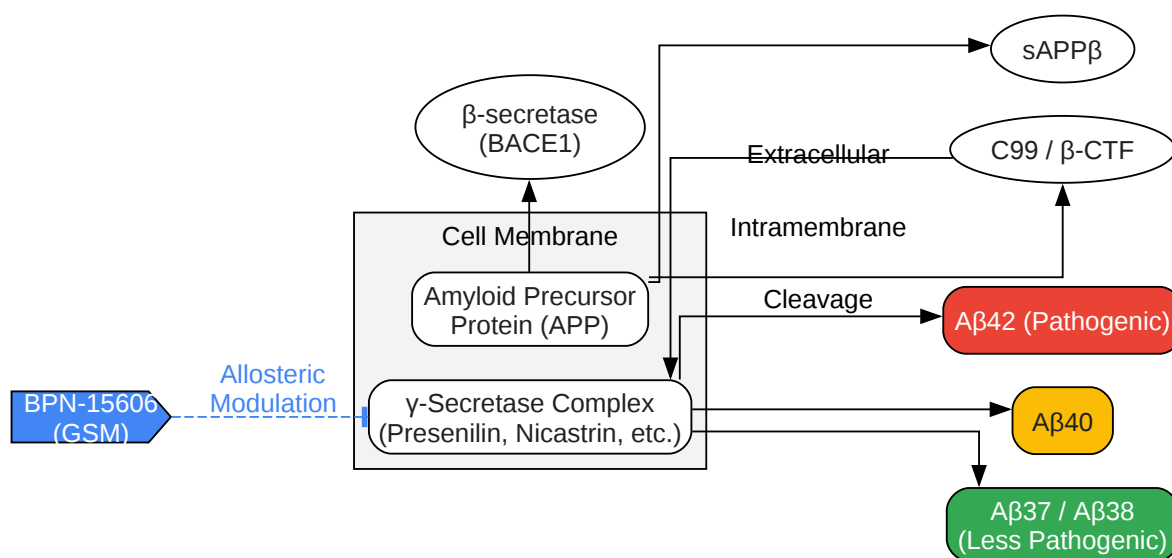 sAPPβ
β-secretase
(BACE1)
Extracellular
C99 / β-CTF
Cell Membrane
Intramembrane
Amyloid Precursor
Protein (APP)
Cleavage
Aβ42 (Pathogenic)
Allosteric
Modulation
BPN-15606
(GSM)
γ-Secretase Complex
(Presenilin, Nicastrin, etc.)
Aβ40
Aβ37 / Aβ38
(Less Pathogenic)